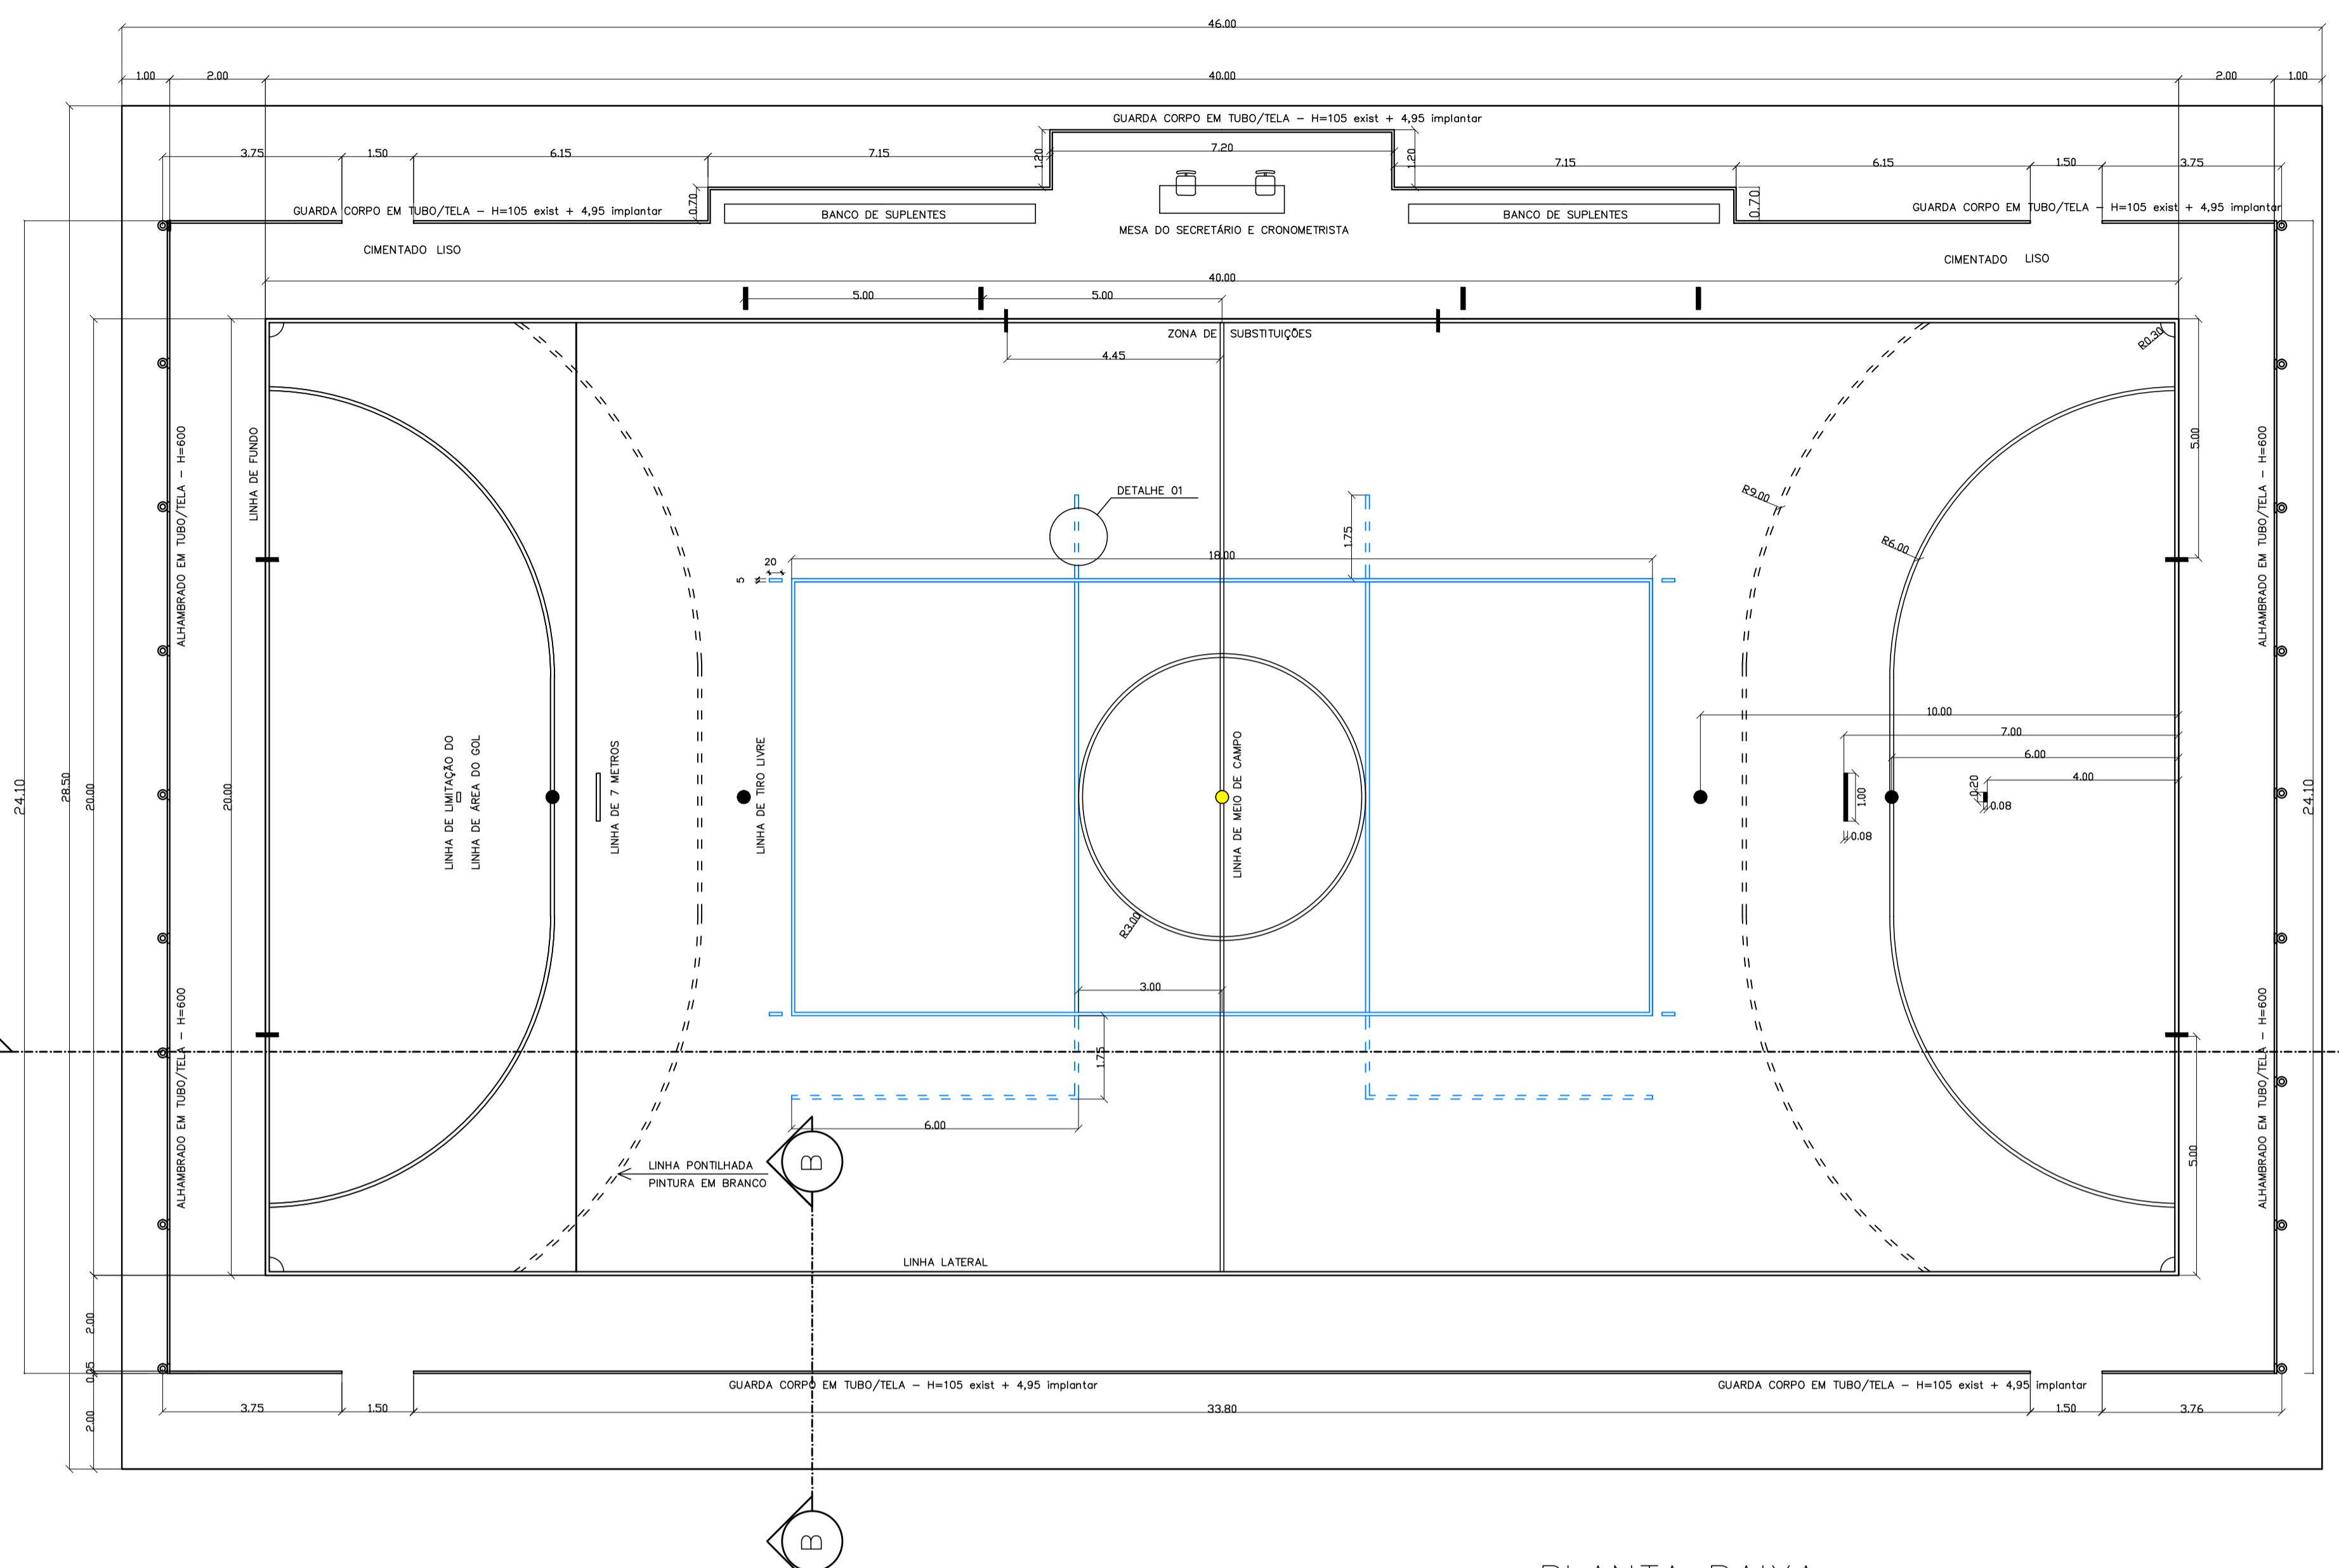 46.00
1.00
2.00
40.00
2.00
1.00
GUARDA CORPO EM TUBO/TELA - H=105 exist + 4,95 implantar
3.75
1.50
6.15
7.15
1.20
7.20
1.20
7.15
6.15
1.50
3.75
GUARDA CORPO EM TUBO/TELA - H=105 exist + 4,95 implantar
0.70
BANCO DE SUPLENTES
MESA DO SECRETÁRIO E CRONOMETRISTA
BANCO DE SUPLENTES
0.70
GUARDA CORPO EM TUBO/TELA - H=105 exist + 4,95 implantar
CIMENTADO LISO
CIMENTADO LISO
40.00
5.00
5.00
ZONA DE SUBSTITUIÇÕES
4.45
R0.30
5.00
ALHAMBRADO EM TUBO/TELA - H=600
LINHA DE FUNDO
DETALHE 01
1.75
R9.00
R6.00
ALHAMBRADO EM TUBO/TELA - H=600
20
5
18.00
24.10
28.50
20.00
20.00
LINHA DE LIMITAÇÃO DO
LINHA DE ÁREA DO GOL
LINHA DE 7 METROS
LINHA DE TIRO LIVRE
LINHA DE MEIO DE CAMPO
10.00
7.00
6.00
4.00
0.20
0.08
1.00
0.08
24.10
R3.00
3.00
1.75
6.00
ALHAMBRADO EM TUBO/TELA - H=600
ALHAMBRADO EM TUBO/TELA - H=600
5.00
B
LINHA PONTILHADA
PINTURA EM BRANCO
LINHA LATERAL
2.00
0.05
2.00
GUARDA CORPO EM TUBO/TELA - H=105 exist + 4,95 implantar
GUARDA CORPO EM TUBO/TELA - H=105 exist + 4,95 implantar
3.75
1.50
33.80
1.50
3.76
B